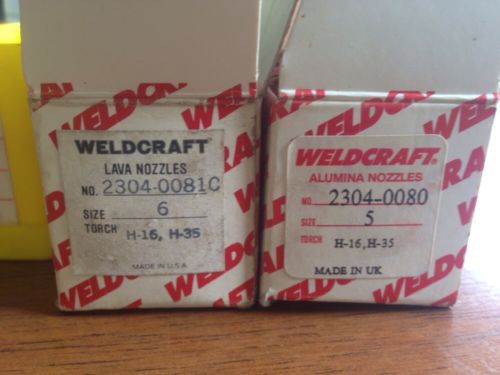 WELDCRAFT
LAVA NOZZLES
NO. 2304-0081C
SIZE 6
TORCH H-16, H-35
MADE IN U.S.A
WELDCRAFT
ALUMINA NOZZLES
NO. 2304-0080
SIZE 5
TORCH H-16, H-35
MADE IN UK